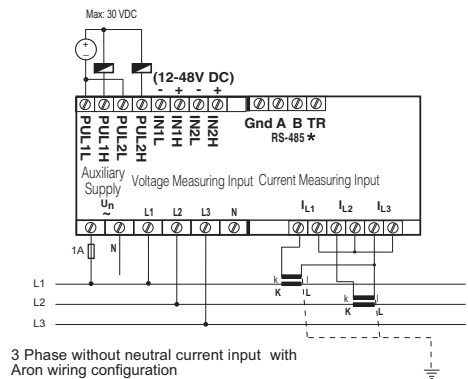 Max: 30 VDC
+
-
(12-48V DC)
- + - +
PUL1L PUL1H PUL2L PUL2H IN1L IN1H IN2L IN2H
Gnd A B TR
RS-485 *
Auxiliary Supply
Voltage Measuring Input
Current Measuring Input
Un
~
L1 L2 L3 N
IL1 IL2 IL3
1A
N
L1
k l
K L
L2
k l
K L
L3
3 Phase without neutral current input with
Aron wiring configuration